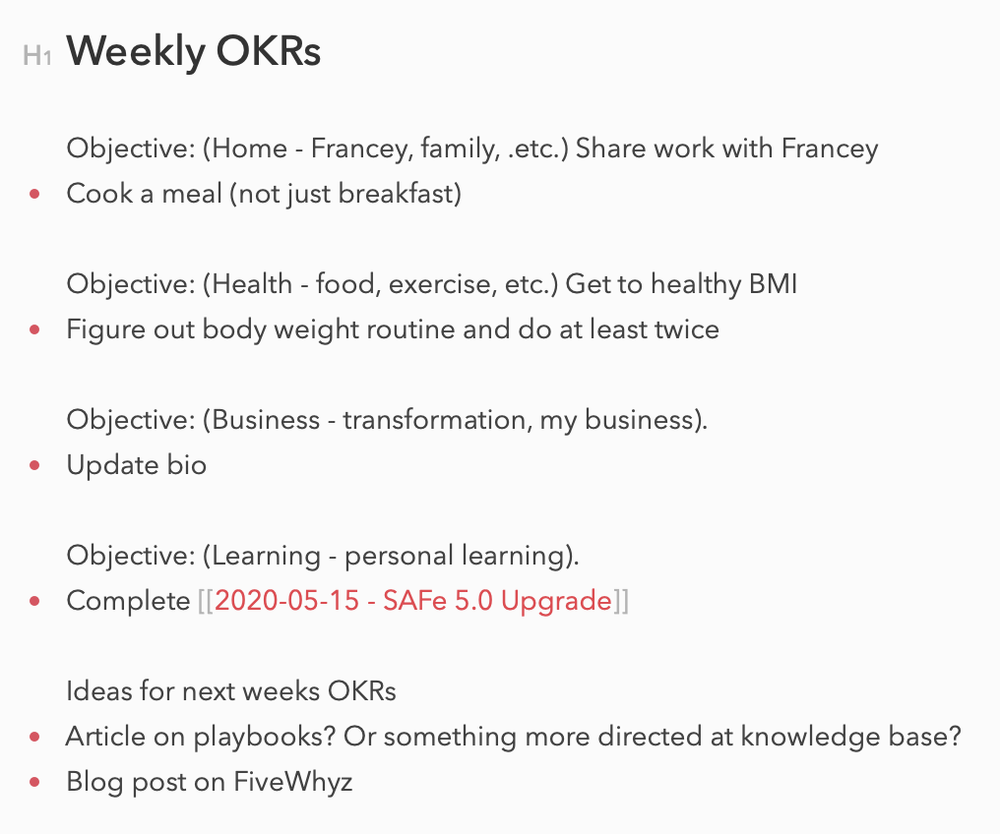 H1 Weekly OKRs
Objective: (Home - Francey, family, .etc.) Share work with Francey
• Cook a meal (not just breakfast)
Objective: (Health - food, exercise, etc.) Get to healthy BMI
• Figure out body weight routine and do at least twice
Objective: (Business - transformation, my business).
• Update bio
Objective: (Learning - personal learning).
• Complete [[2020-05-15 - SAFe 5.0 Upgrade]]
Ideas for next weeks OKRs
• Article on playbooks? Or something more directed at knowledge base?
• Blog post on FiveWhyz